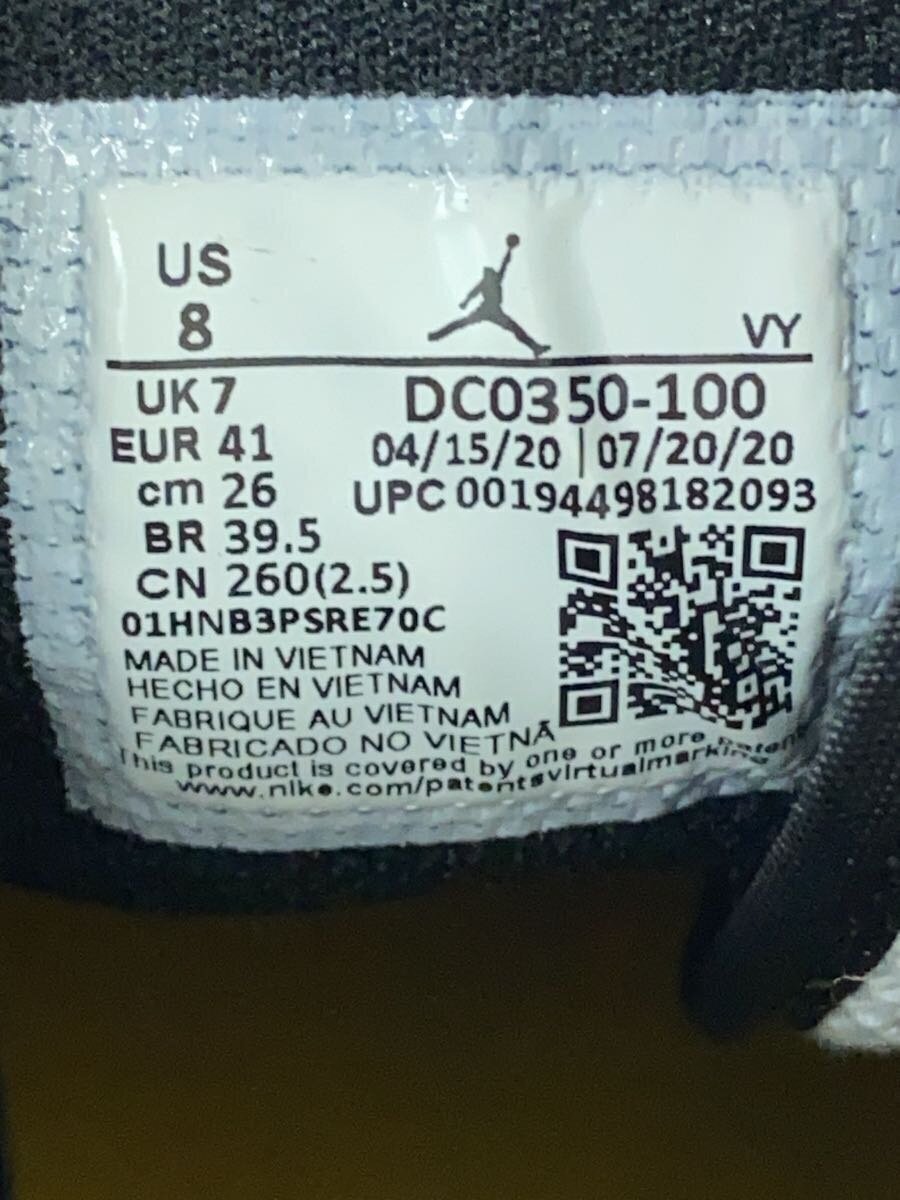 US
8
VY
UK 7
DC0350-100
EUR 41
04/15/20 | 07/20/20
cm 26
UPC 00194498182093
BR 39.5
CN 260(2.5)
01HNB3PSRE70C
MADE IN VIETNAM
HECHO EN VIETNAM
FABRIQUE AU VIETNAM
FABRICADO NO VIETNÃ
This product is covered by one or more
www.nike.com/patentsvirtualmarking